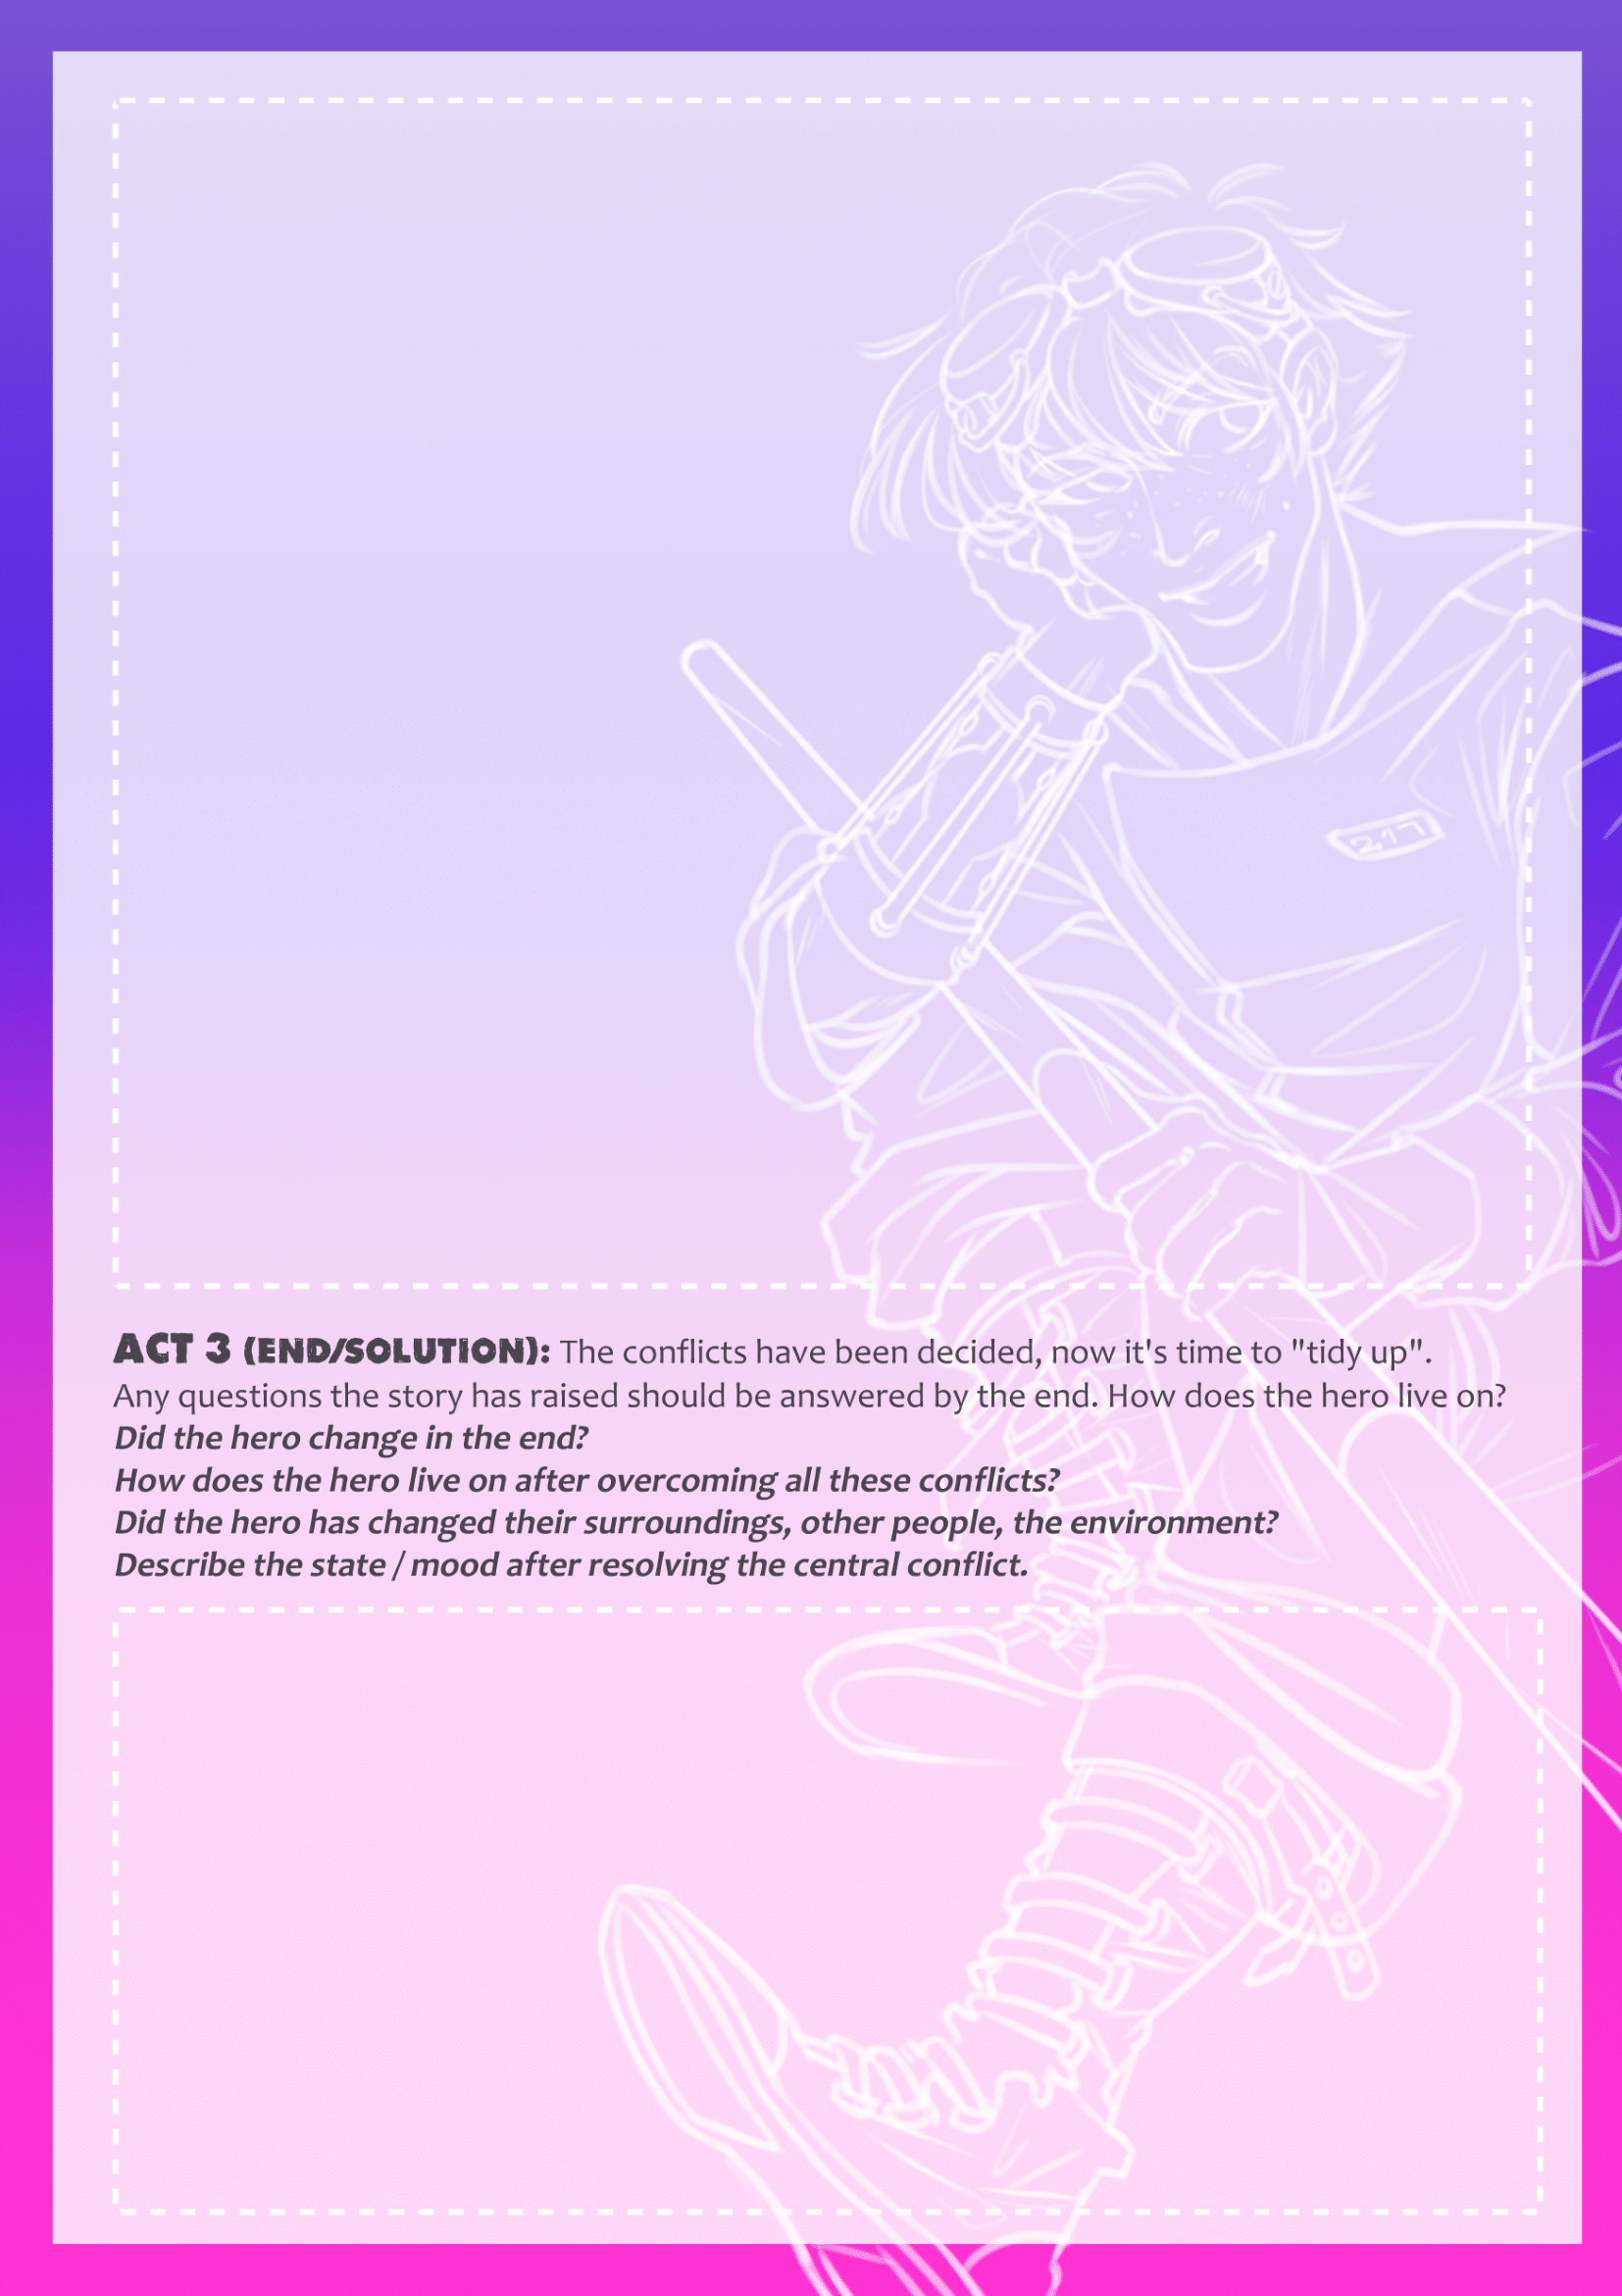 217
ACT 3 (END/SOLUTION): The conflicts have been decided, now it's time to "tidy up".
Any questions the story has raised should be answered by the end. How does the hero live on?
Did the hero change in the end?
How does the hero live on after overcoming all these conflicts?
Did the hero has changed their surroundings, other people, the environment?
Describe the state / mood after resolving the central conflict.